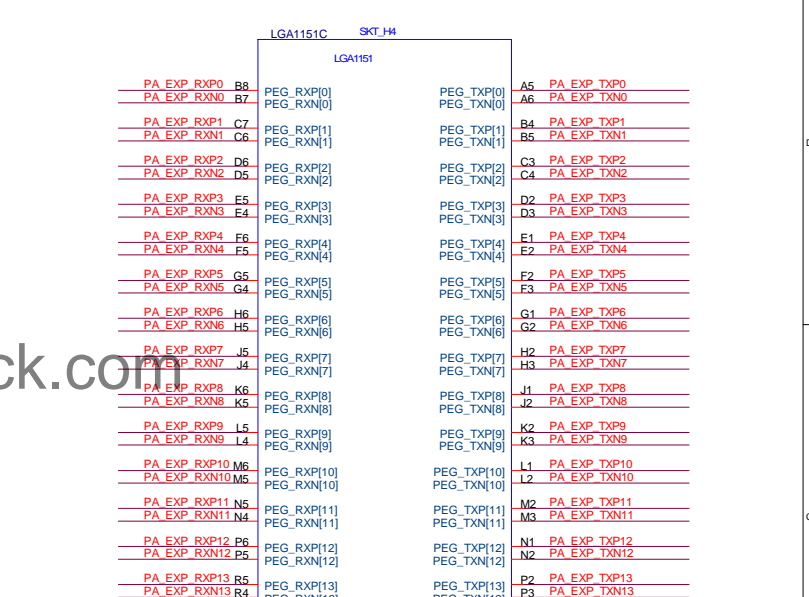 LGA1151C SKT_H4
LGA1151
PA_EXP_RXP0 B8 PEG_RXP[0] PEG_TXP[0] A5 PA_EXP_TXP0
PA_EXP_RXN0 B7 PEG_RXN[0] PEG_TXN[0] A6 PA_EXP_TXN0
PA_EXP_RXP1 C7 PEG_RXP[1] PEG_TXP[1] B4 PA_EXP_TXP1
PA_EXP_RXN1 C6 PEG_RXN[1] PEG_TXN[1] B5 PA_EXP_TXN1
PA_EXP_RXP2 D6 PEG_RXP[2] PEG_TXP[2] C3 PA_EXP_TXP2
PA_EXP_RXN2 D5 PEG_RXN[2] PEG_TXN[2] C4 PA_EXP_TXN2
PA_EXP_RXP3 E5 PEG_RXP[3] PEG_TXP[3] D2 PA_EXP_TXP3
PA_EXP_RXN3 E4 PEG_RXN[3] PEG_TXN[3] D3 PA_EXP_TXN3
PA_EXP_RXP4 F6 PEG_RXP[4] PEG_TXP[4] E1 PA_EXP_TXP4
PA_EXP_RXN4 F5 PEG_RXN[4] PEG_TXN[4] E2 PA_EXP_TXN4
PA_EXP_RXP5 G5 PEG_RXP[5] PEG_TXP[5] F2 PA_EXP_TXP5
PA_EXP_RXN5 G4 PEG_RXN[5] PEG_TXN[5] F3 PA_EXP_TXN5
PA_EXP_RXP6 H6 PEG_RXP[6] PEG_TXP[6] G1 PA_EXP_TXP6
PA_EXP_RXN6 H5 PEG_RXN[6] PEG_TXN[6] G2 PA_EXP_TXN6
PA_EXP_RXP7 J5 PEG_RXP[7] PEG_TXP[7] H2 PA_EXP_TXP7
PA_EXP_RXN7 J4 PEG_RXN[7] PEG_TXN[7] H3 PA_EXP_TXN7
ck.com
PA_EXP_RXP8 K6 PEG_RXP[8] PEG_TXP[8] J1 PA_EXP_TXP8
PA_EXP_RXN8 K5 PEG_RXN[8] PEG_TXN[8] J2 PA_EXP_TXN8
PA_EXP_RXP9 L5 PEG_RXP[9] PEG_TXP[9] K2 PA_EXP_TXP9
PA_EXP_RXN9 L4 PEG_RXN[9] PEG_TXN[9] K3 PA_EXP_TXN9
PA_EXP_RXP10 M6 PEG_RXP[10] PEG_TXP[10] L1 PA_EXP_TXP10
PA_EXP_RXN10 M5 PEG_RXN[10] PEG_TXN[10] L2 PA_EXP_TXN10
PA_EXP_RXP11 N5 PEG_RXP[11] PEG_TXP[11] M2 PA_EXP_TXP11
PA_EXP_RXN11 N4 PEG_RXN[11] PEG_TXN[11] M3 PA_EXP_TXN11
PA_EXP_RXP12 P6 PEG_RXP[12] PEG_TXP[12] N1 PA_EXP_TXP12
PA_EXP_RXN12 P5 PEG_RXN[12] PEG_TXN[12] N2 PA_EXP_TXN12
PA_EXP_RXP13 R5 PEG_RXP[13] PEG_TXP[13] P2 PA_EXP_TXP13
PA_EXP_RXN13 R4 P3 PA_EXP_TXN13